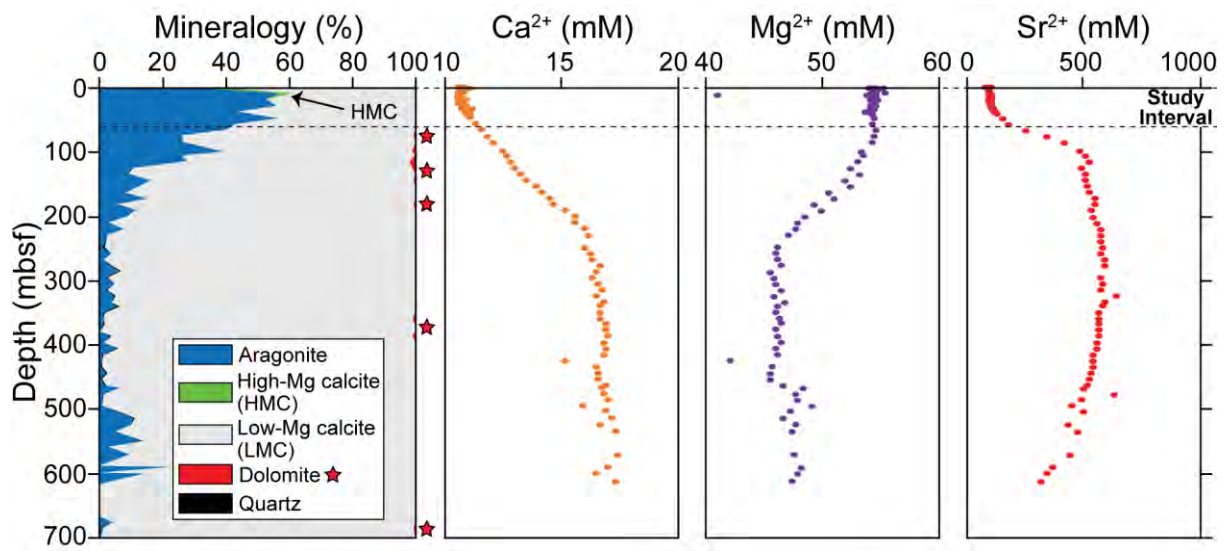 Mineralogy (%)
Ca²⁺ (mM)
Mg²⁺ (mM)
Sr²⁺ (mM)
0 20 40 60 80 100
10 15 20
40 50 60
0 500 1000
Depth (mbsf)
0
100
200
300
400
500
600
700
HMC
Study
Interval
Aragonite
High-Mg calcite
(HMC)
Low-Mg calcite
(LMC)
Dolomite
Quartz